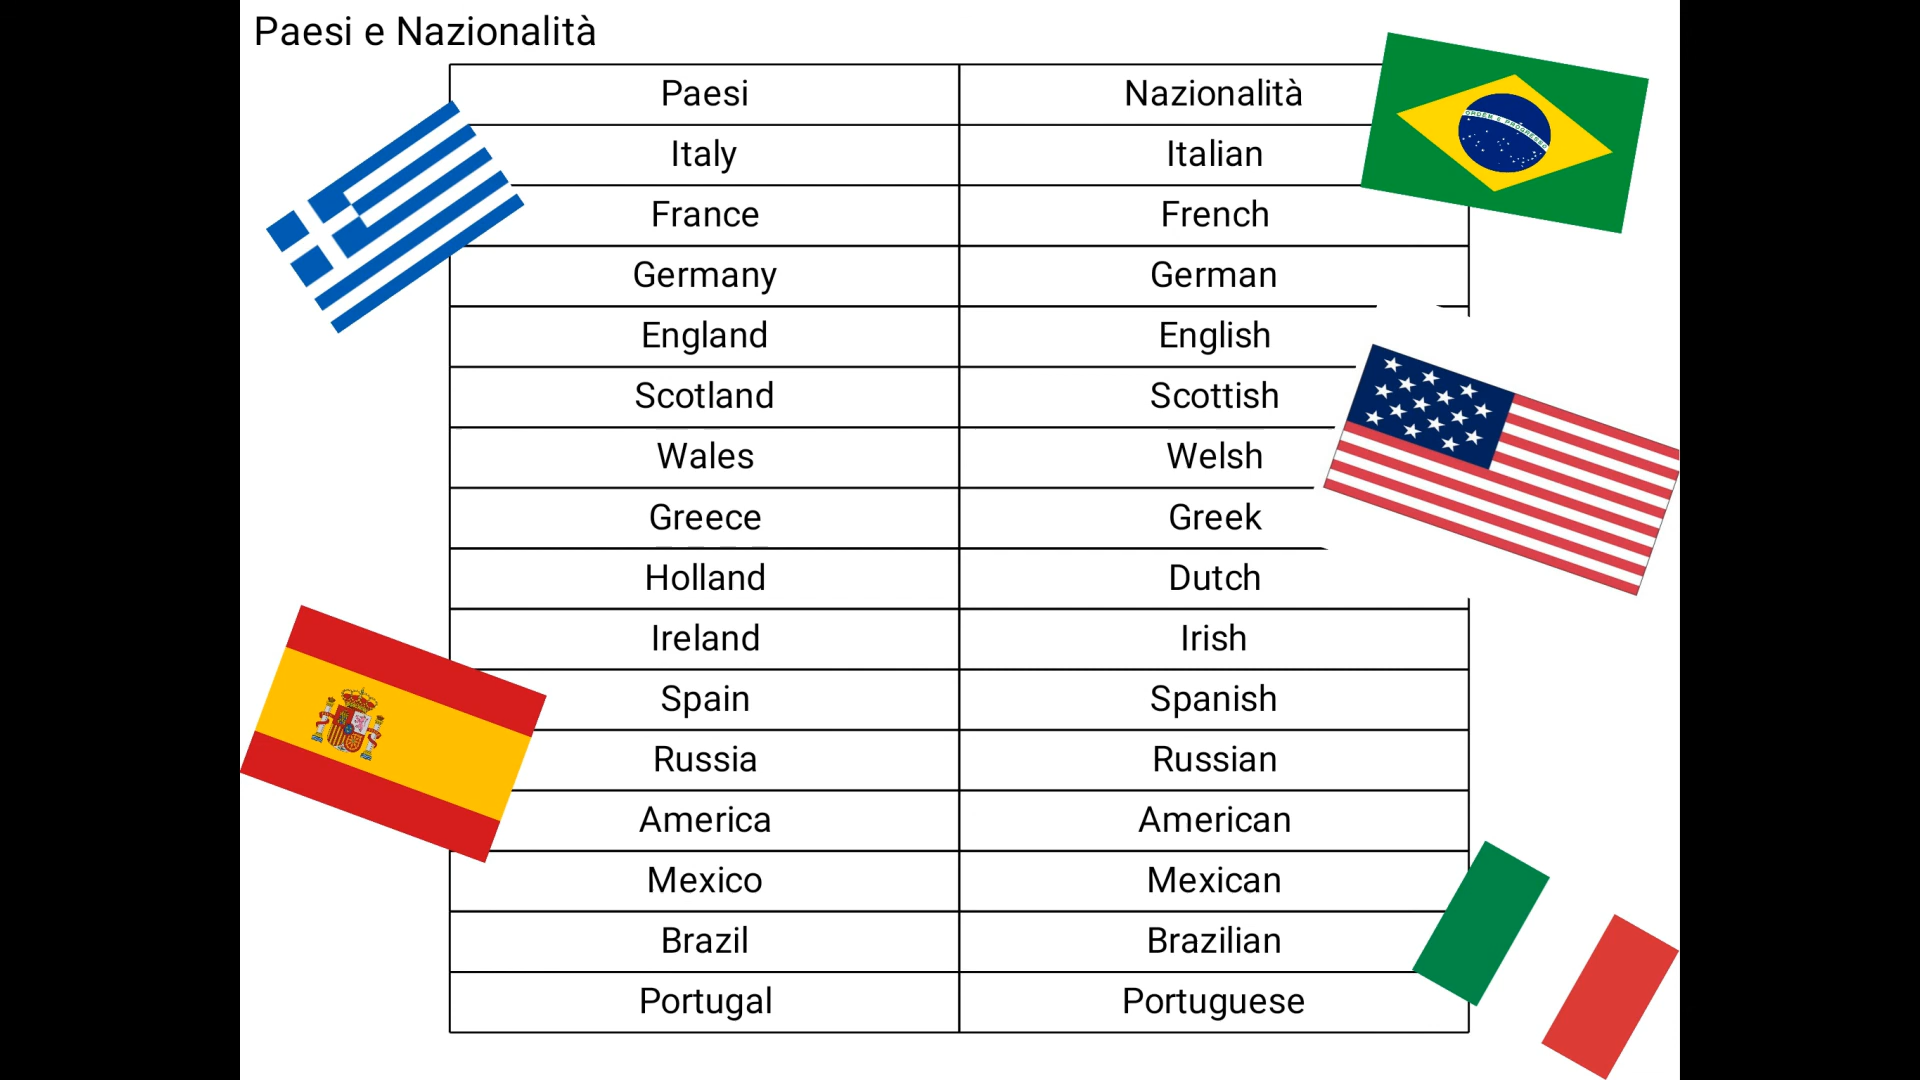 Paesi e Nazionalità
Paesi Nazionalità
Italy Italian
France French
Germany German
England English
Scotland Scottish
Wales Welsh
Greece Greek
Holland Dutch
Ireland Irish
Spain Spanish
Russia Russian
America American
Mexico Mexican
Brazil Brazilian
Portugal Portuguese